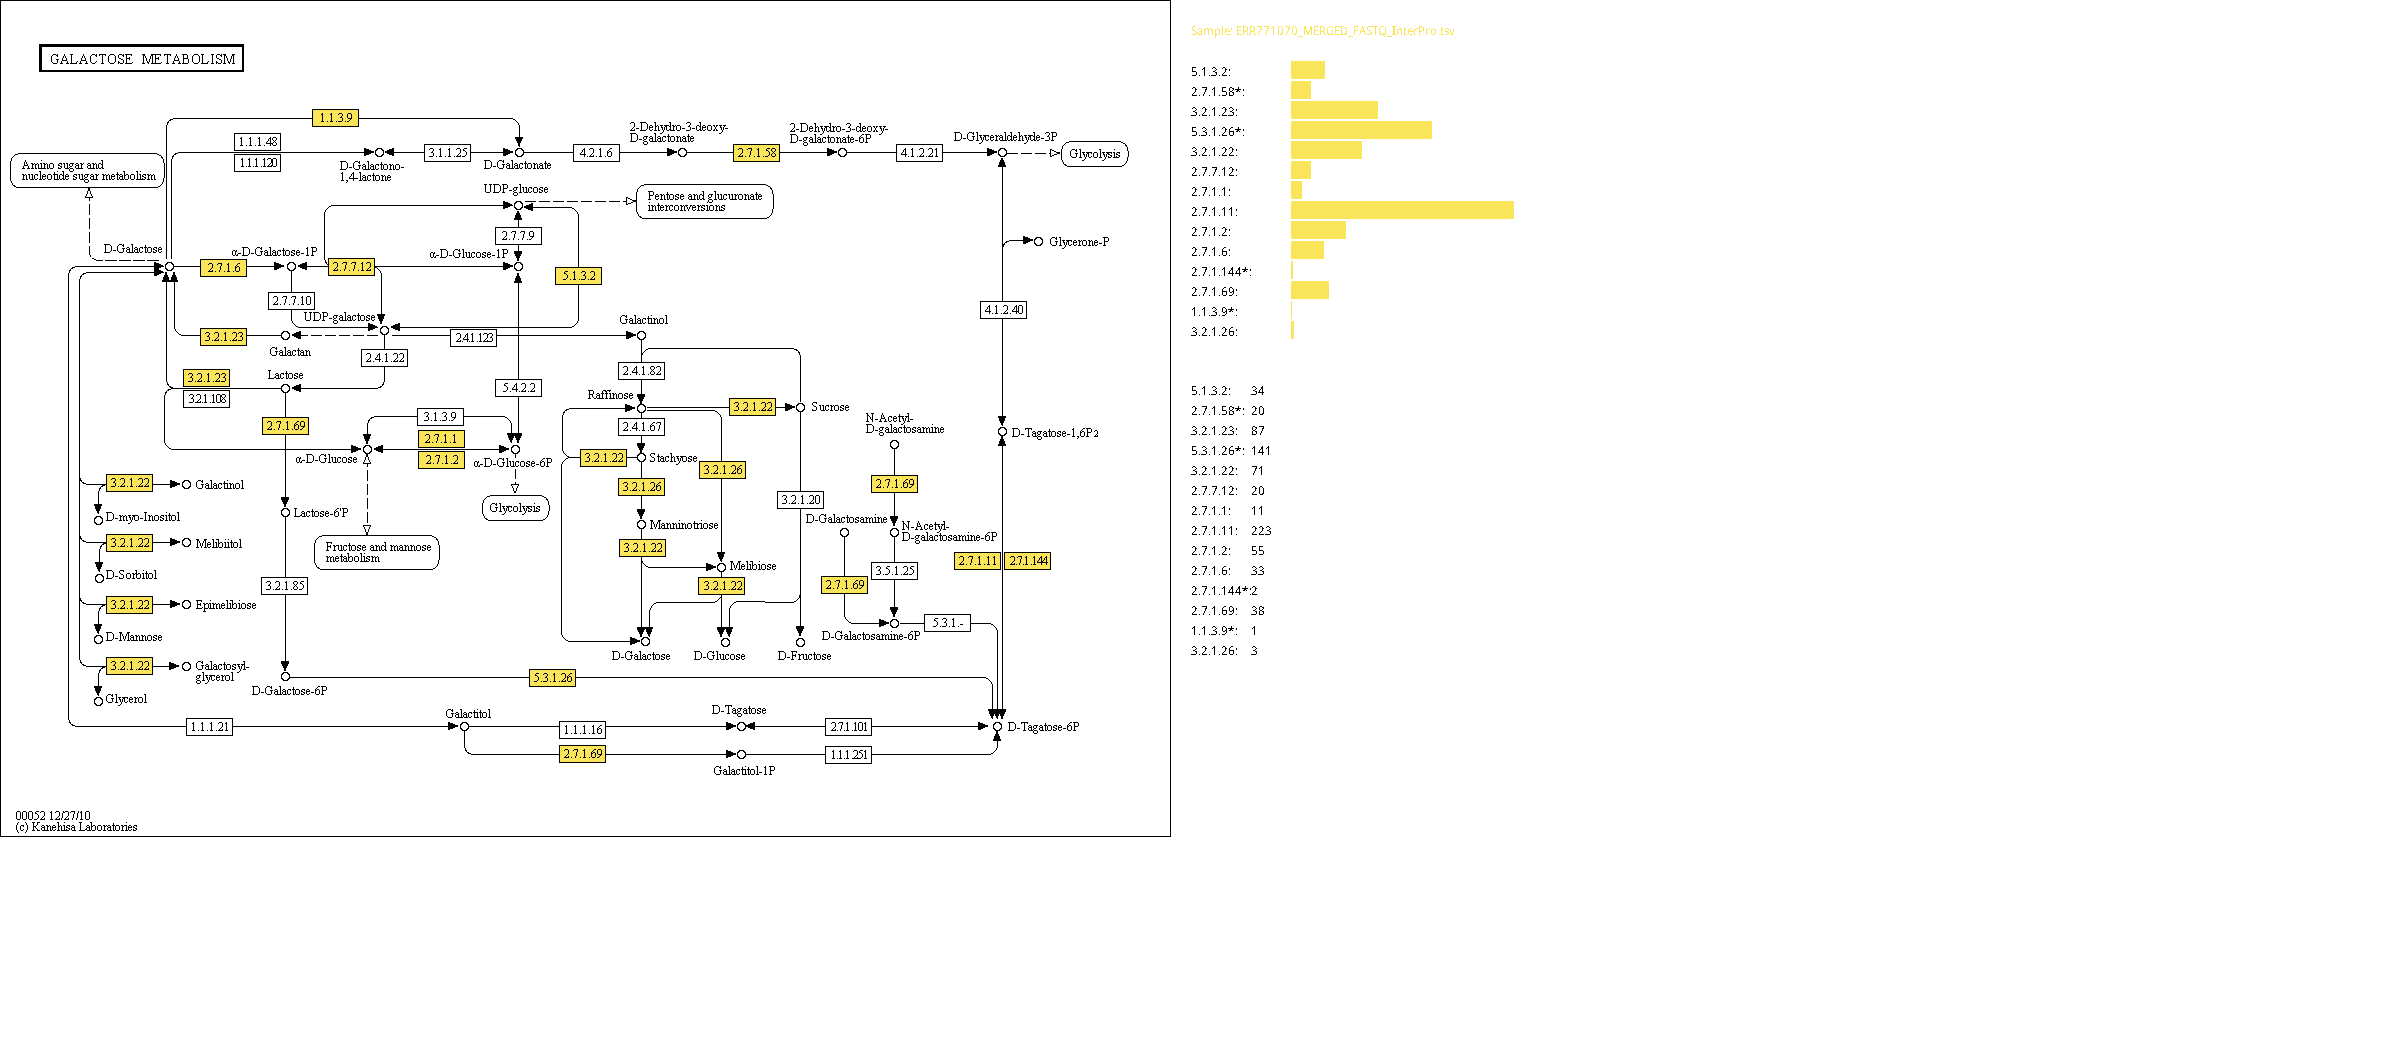 Sample: ERR771070_MERGED_FASTQ_InterPro.tsv
GALACTOSE METABOLISM
1.1.3.9
1.1.1.48
1.1.1.120
D-Galactono-
1,4-lactone
3.1.1.25
D-Galactonate
4.2.1.6
2-Dehydro-3-deoxy-
D-galactonate
2.7.1.58
2-Dehydro-3-deoxy-
D-galactonate-6P
4.1.2.21
D-Glyceraldehyde-3P
Glycolysis
Amino sugar and
nucleotide sugar metabolism
UDP-glucose
Pentose and glucuronate
interconversions
2.7.7.9
D-Galactose
2.7.1.6
α-D-Galactose-1P
2.7.7.12
α-D-Glucose-1P
5.1.3.2
Glycerone-P
2.7.7.10
UDP-galactose
4.1.2.40
3.2.1.23
Galactan
2.4.1.123
Galactinol
2.4.1.22
2.4.1.82
3.2.1.23
3.2.1.108
Lactose
5.4.2.2
Raffinose
3.2.1.22
Sucrose
2.7.1.69
3.1.3.9
2.7.1.1
2.7.1.2
2.4.1.67
N-Acetyl-
D-galactosamine
D-Tagatose-1,6P2
α-D-Glucose
α-D-Glucose-6P
3.2.1.22
Stachyose
3.2.1.26
3.2.1.26
2.7.1.69
3.2.1.20
3.2.1.22
Galactinol
D-myo-Inositol
Lactose-6'P
Glycolysis
Manninotriose
D-Galactosamine
N-Acetyl-
D-galactosamine-6P
3.2.1.22
Melibiitol
D-Sorbitol
Fructose and mannose
metabolism
3.2.1.22
Melibiose
3.2.1.22
2.7.1.69
3.5.1.25
2.7.1.11
2.7.1.144
3.2.1.85
3.2.1.22
Epimelibiose
D-Mannose
D-Galactosamine-6P
5.3.1.-
D-Galactose
D-Glucose
D-Fructose
3.2.1.22
Galactosyl-
glycerol
Glycerol
D-Galactose-6P
5.3.1.26
1.1.1.21
Galactitol
1.1.1.16
D-Tagatose
2.7.1.101
D-Tagatose-6P
2.7.1.69
Galactitol-1P
1.1.1.251
00052 12/27/10
(c) Kanehisa Laboratories
5.1.3.2:
2.7.1.58*:
3.2.1.23:
5.3.1.26*:
3.2.1.22:
2.7.7.12:
2.7.1.1:
2.7.1.11:
2.7.1.2:
2.7.1.6:
2.7.1.144*:
2.7.1.69:
1.1.3.9*:
3.2.1.26:
5.1.3.2: 34
2.7.1.58*: 20
3.2.1.23: 87
5.3.1.26*: 141
3.2.1.22: 71
2.7.7.12: 20
2.7.1.1: 11
2.7.1.11: 223
2.7.1.2: 55
2.7.1.6: 33
2.7.1.144*:2
2.7.1.69: 38
1.1.3.9*: 1
3.2.1.26: 3